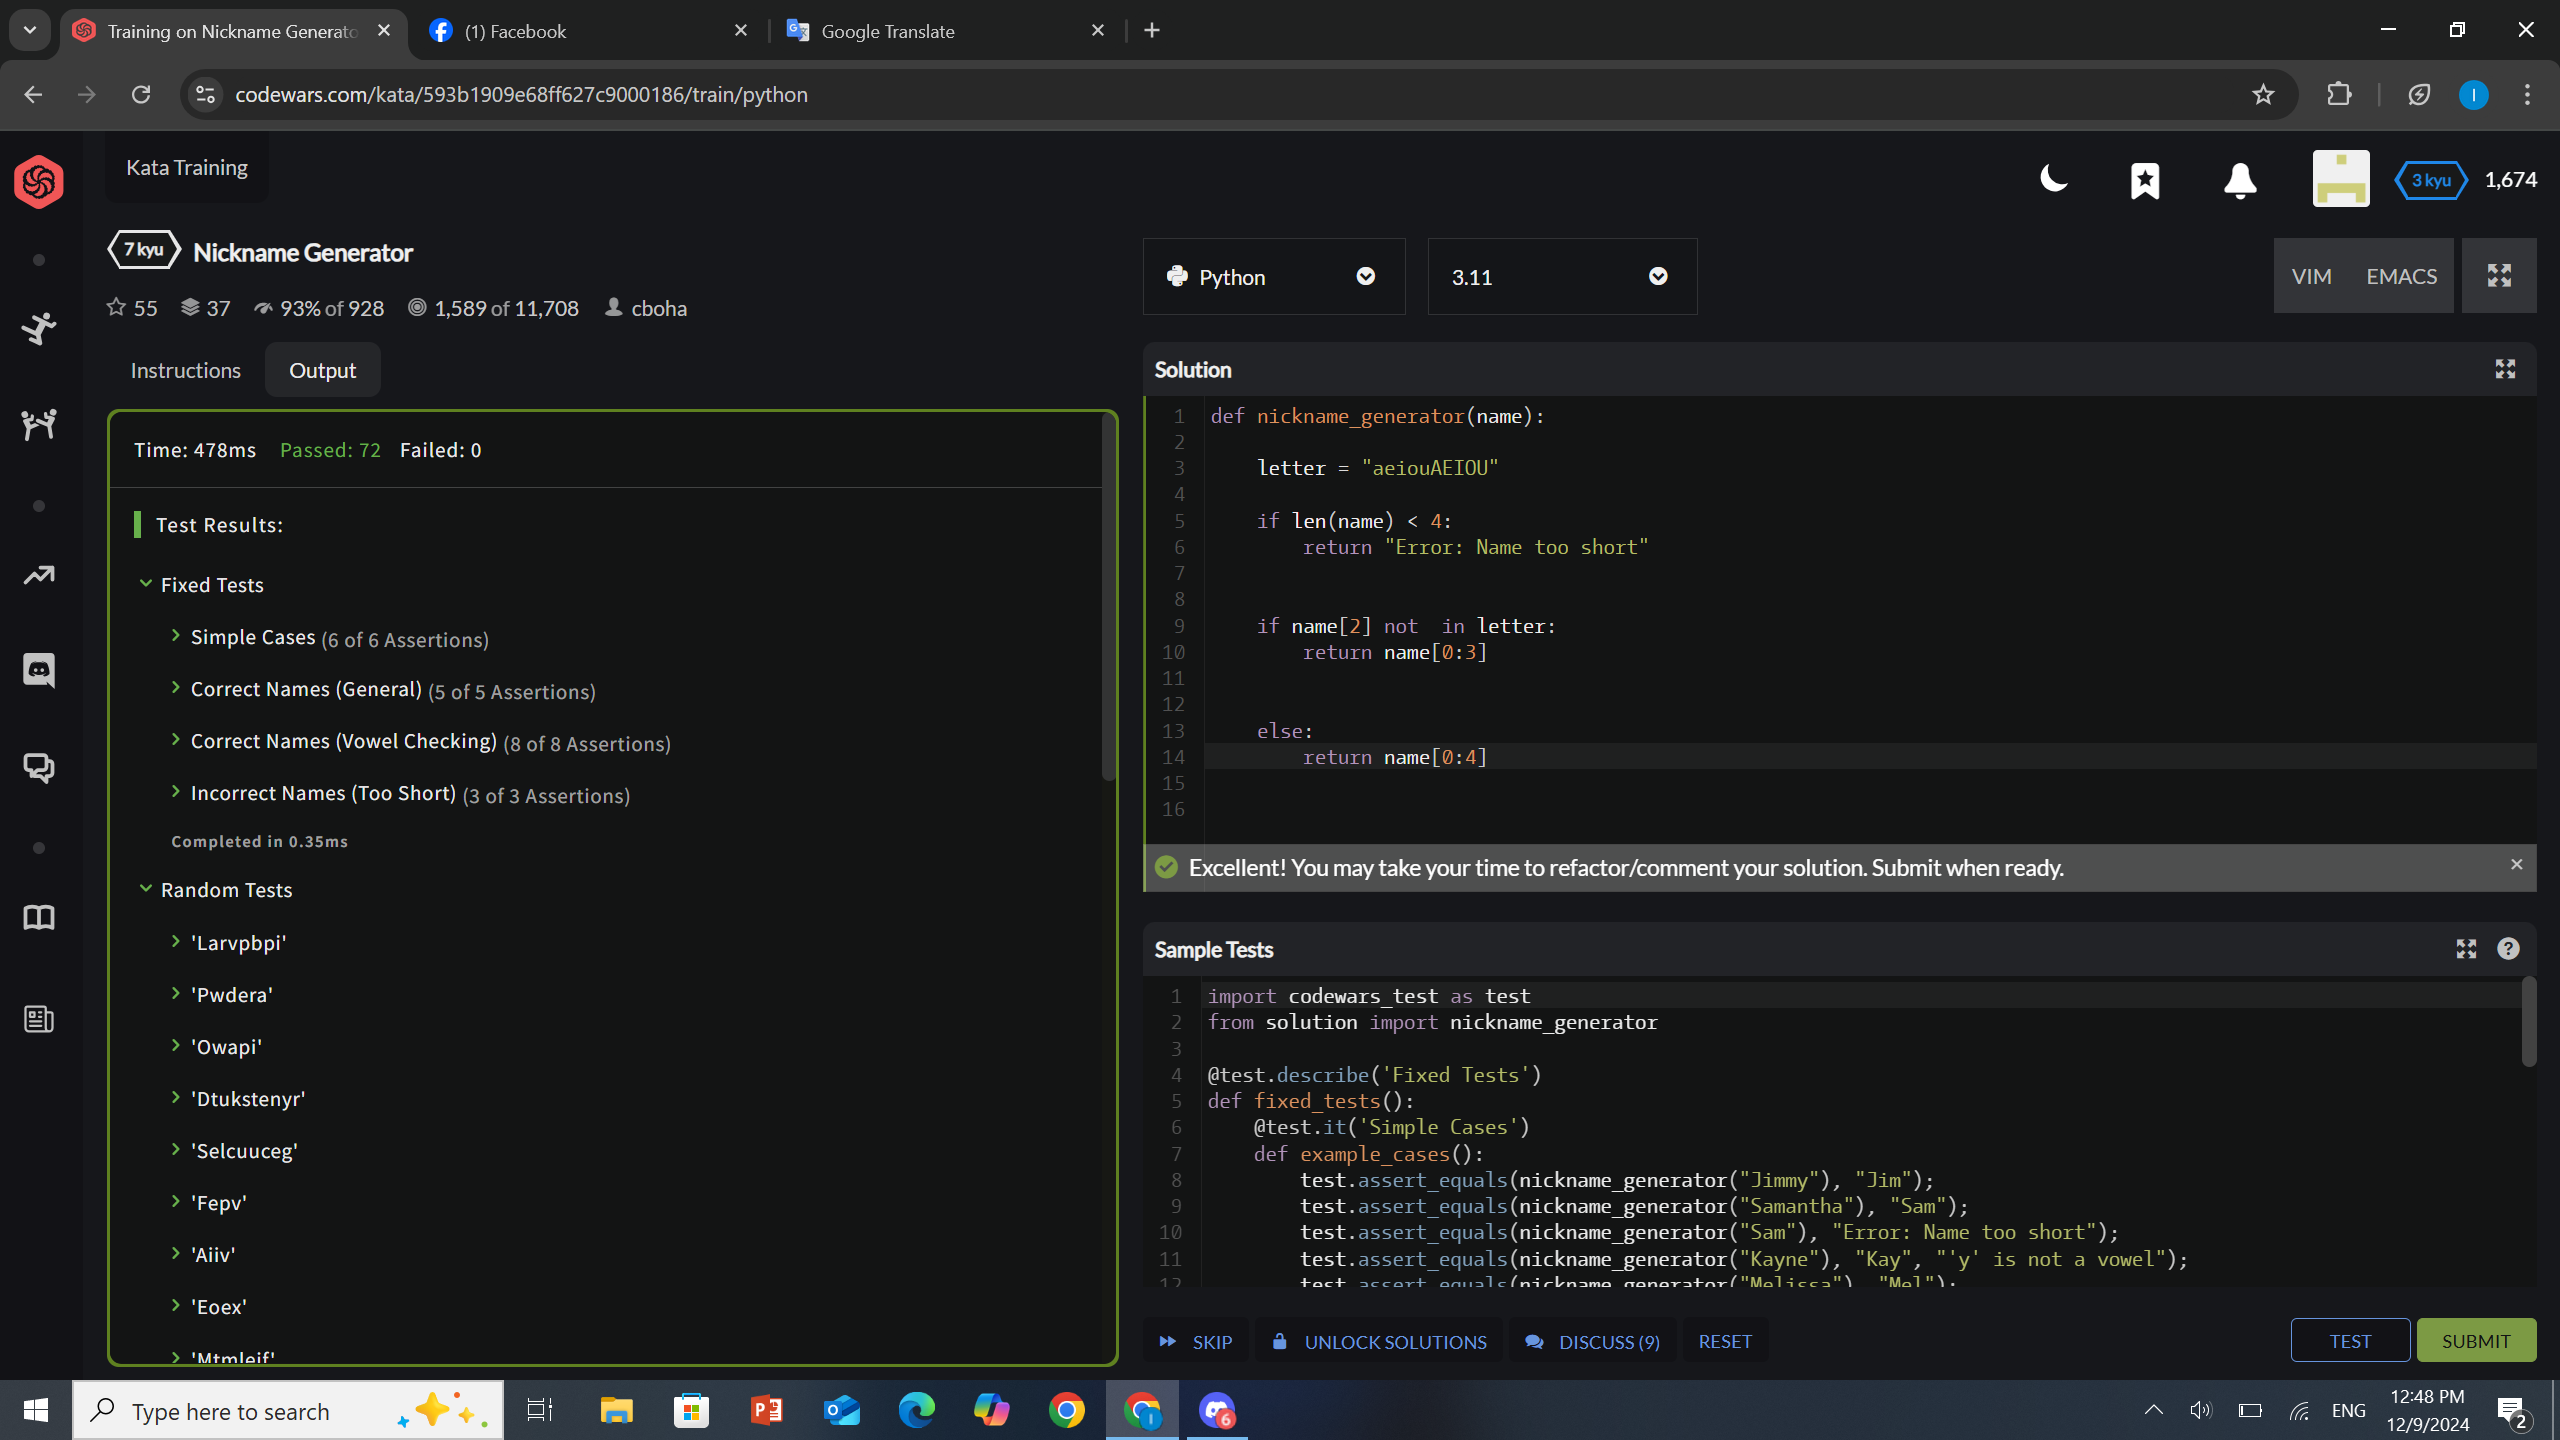 Training on Nickname Generato
(1) Facebook
Google Translate
codewars.com/kata/593b1909e68ff627c9000186/train/python
I
Kata Training
3 kyu
1,674
7 kyu
Nickname Generator
55
37
93% of 928
1,589 of 11,708
cboha
Instructions
Output
Time: 478ms Passed: 72 Failed: 0
Test Results:
Fixed Tests
Simple Cases (6 of 6 Assertions)
Correct Names (General) (5 of 5 Assertions)
Correct Names (Vowel Checking) (8 of 8 Assertions)
Incorrect Names (Too Short) (3 of 3 Assertions)
Completed in 0.35ms
Random Tests
'Larvpbpi'
'Pwdera'
'Owapi'
'Dtukstenyr'
'Selcuuceg'
'Fepv'
'Aiiv'
'Eoex'
'Mtmleif'
Python
3.11
VIM
EMACS
Solution
1 def nickname_generator(name):
2
3 letter = "aeiouAEIOU"
4
5 if len(name) < 4:
6 return "Error: Name too short"
7
8
9 if name[2] not  in letter:
10 return name[0:3]
11
12
13 else:
14 return name[0:4]
15
16
Excellent! You may take your time to refactor/comment your solution. Submit when ready.
Sample Tests
1 import codewars_test as test
2 from solution import nickname_generator
3
4 @test.describe('Fixed Tests')
5 def fixed_tests():
6 @test.it('Simple Cases')
7 def example_cases():
8 test.assert_equals(nickname_generator("Jimmy"), "Jim");
9 test.assert_equals(nickname_generator("Samantha"), "Sam");
10 test.assert_equals(nickname_generator("Sam"), "Error: Name too short");
11 test.assert_equals(nickname_generator("Kayne"), "Kay", "'y' is not a vowel");
12 test.assert_equals(nickname_generator("Melissa"), "Mel");
SKIP
UNLOCK SOLUTIONS
DISCUSS (9)
RESET
TEST
SUBMIT
Type here to search
6
ENG
12:48 PM
12/9/2024
2